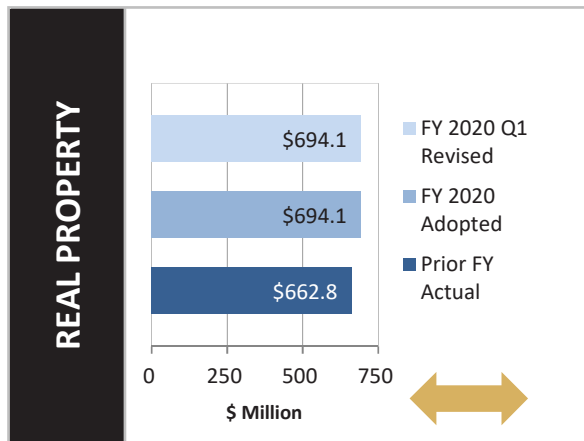 REAL PROPERTY
$694.1
$694.1
$662.8
0 250 500 750
$ Million
FY 2020 Q1
Revised
FY 2020
Adopted
Prior FY
Actual